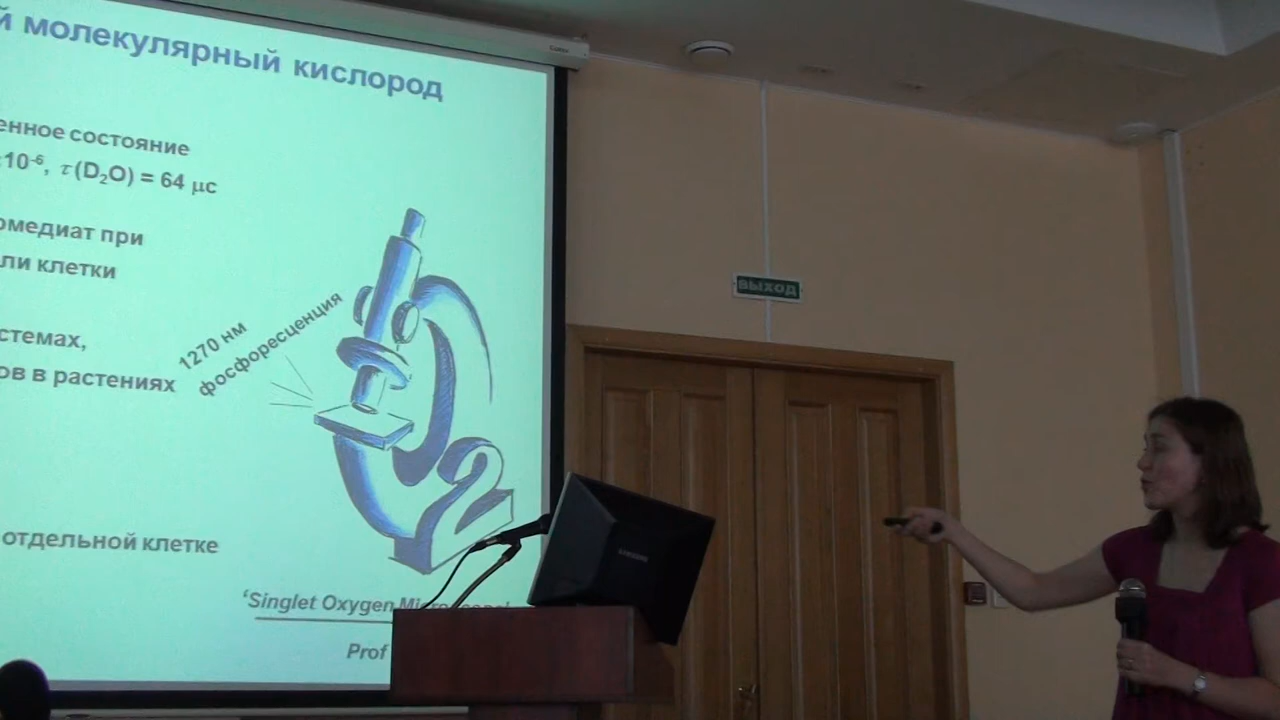 й молекулярный кислород
енное состояние
10⁻⁶, τ(D₂O) = 64 μс
омедиат при
ли клетки
1270 нм
фосфоресценция
стемах,
ов в растениях
отдельной клетке
'Singlet Oxygen
Prof
ВЫХОД
SAMSUNG